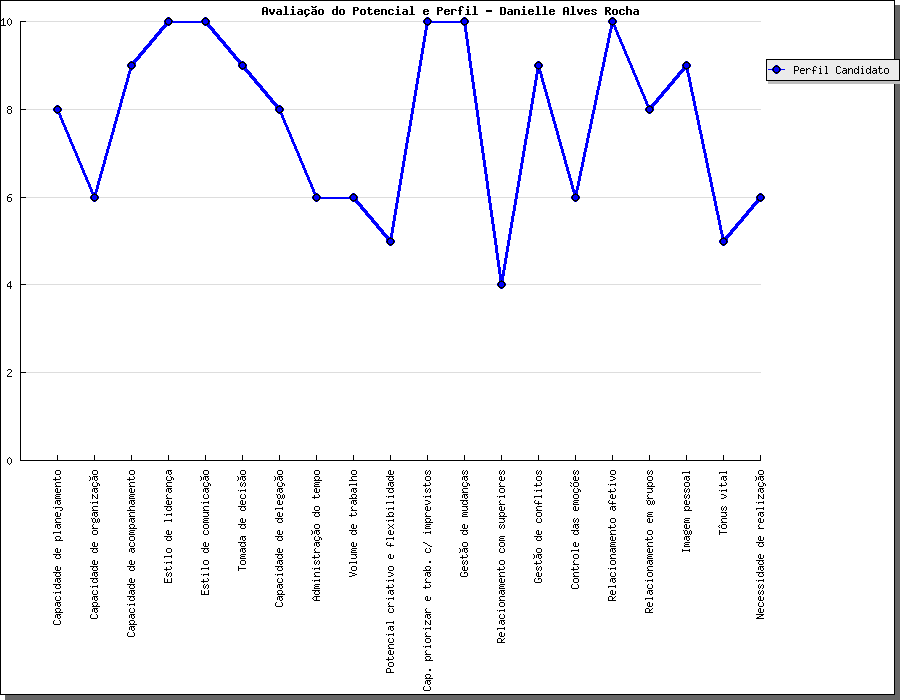 Avaliação do Potencial e Perfil - Danielle Alves Rocha
Perfil Candidato
10
8
6
4
2
0
Capacidade de planejamento
Capacidade de organização
Capacidade de acompanhamento
Estilo de liderança
Estilo de comunicação
Tomada de decisão
Capacidade de delegação
Administração do tempo
Volume de trabalho
Potencial criativo e flexibilidade
Cap. priorizar e trab. c/ imprevistos
Gestão de mudanças
Relacionamento com superiores
Gestão de conflitos
Controle das emoções
Relacionamento afetivo
Relacionamento em grupos
Imagem pessoal
Tônus vital
Necessidade de realização